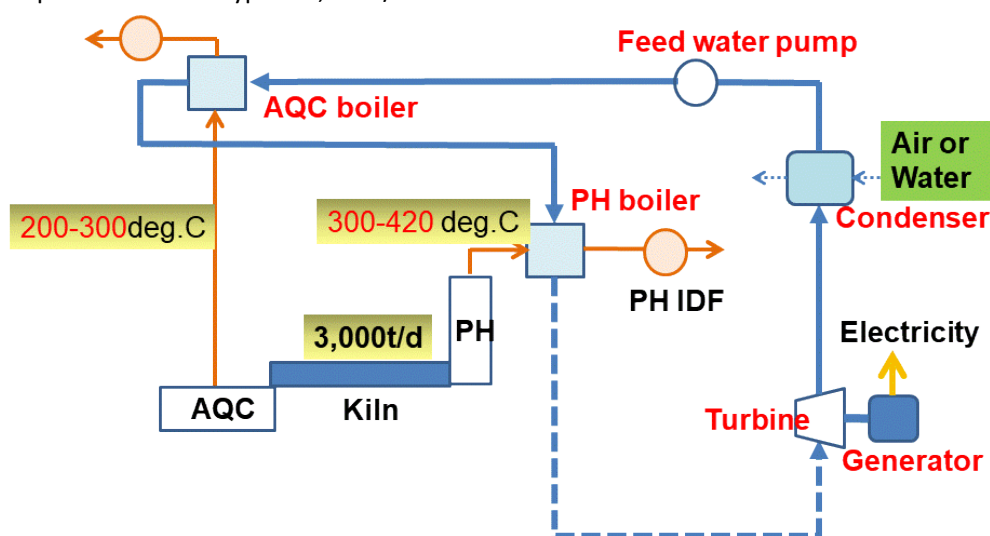 Feed water pump
AQC boiler
Air or
Water
PH boiler
Condenser
200-300deg.C
300-420 deg.C
PH IDF
3,000t/d
PH
Electricity
AQC
Kiln
Turbine
Generator